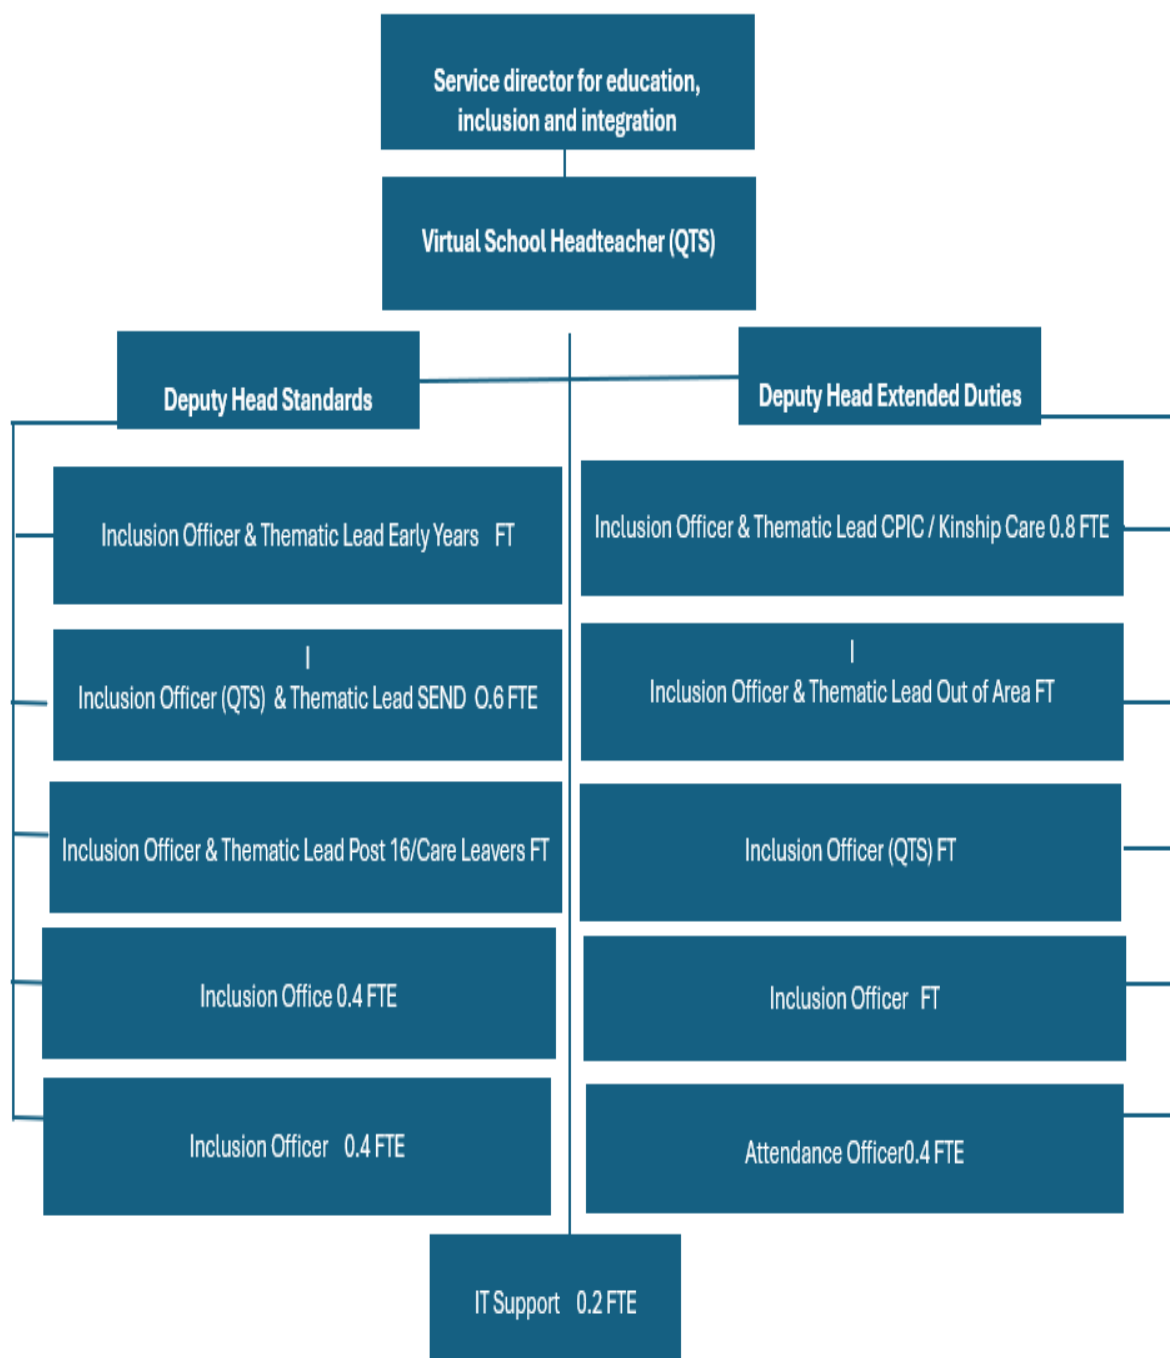 Service director for education,
inclusion and integration
Virtual School Headteacher (QTS)
Deputy Head Standards
Deputy Head Extended Duties
Inclusion Officer & Thematic Lead Early Years FT
I
Inclusion Officer (QTS) & Thematic Lead SEND O.6 FTE
Inclusion Officer & Thematic Lead Post 16/Care Leavers FT
Inclusion Office 0.4 FTE
Inclusion Officer 0.4 FTE
Inclusion Officer & Thematic Lead CPIC / Kinship Care 0.8 FTE
I
Inclusion Officer & Thematic Lead Out of Area FT
Inclusion Officer (QTS) FT
Inclusion Officer FT
Attendance Officer0.4 FTE
IT Support 0.2 FTE